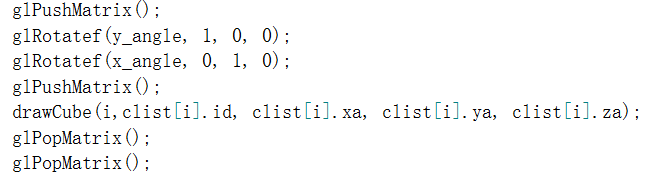 glPushMatrix();
glRotatef(y_angle, 1, 0, 0);
glRotatef(x_angle, 0, 1, 0);
glPushMatrix();
drawCube(i,clist[i].id, clist[i].xa, clist[i].ya, clist[i].za);
glPopMatrix();
glPopMatrix();